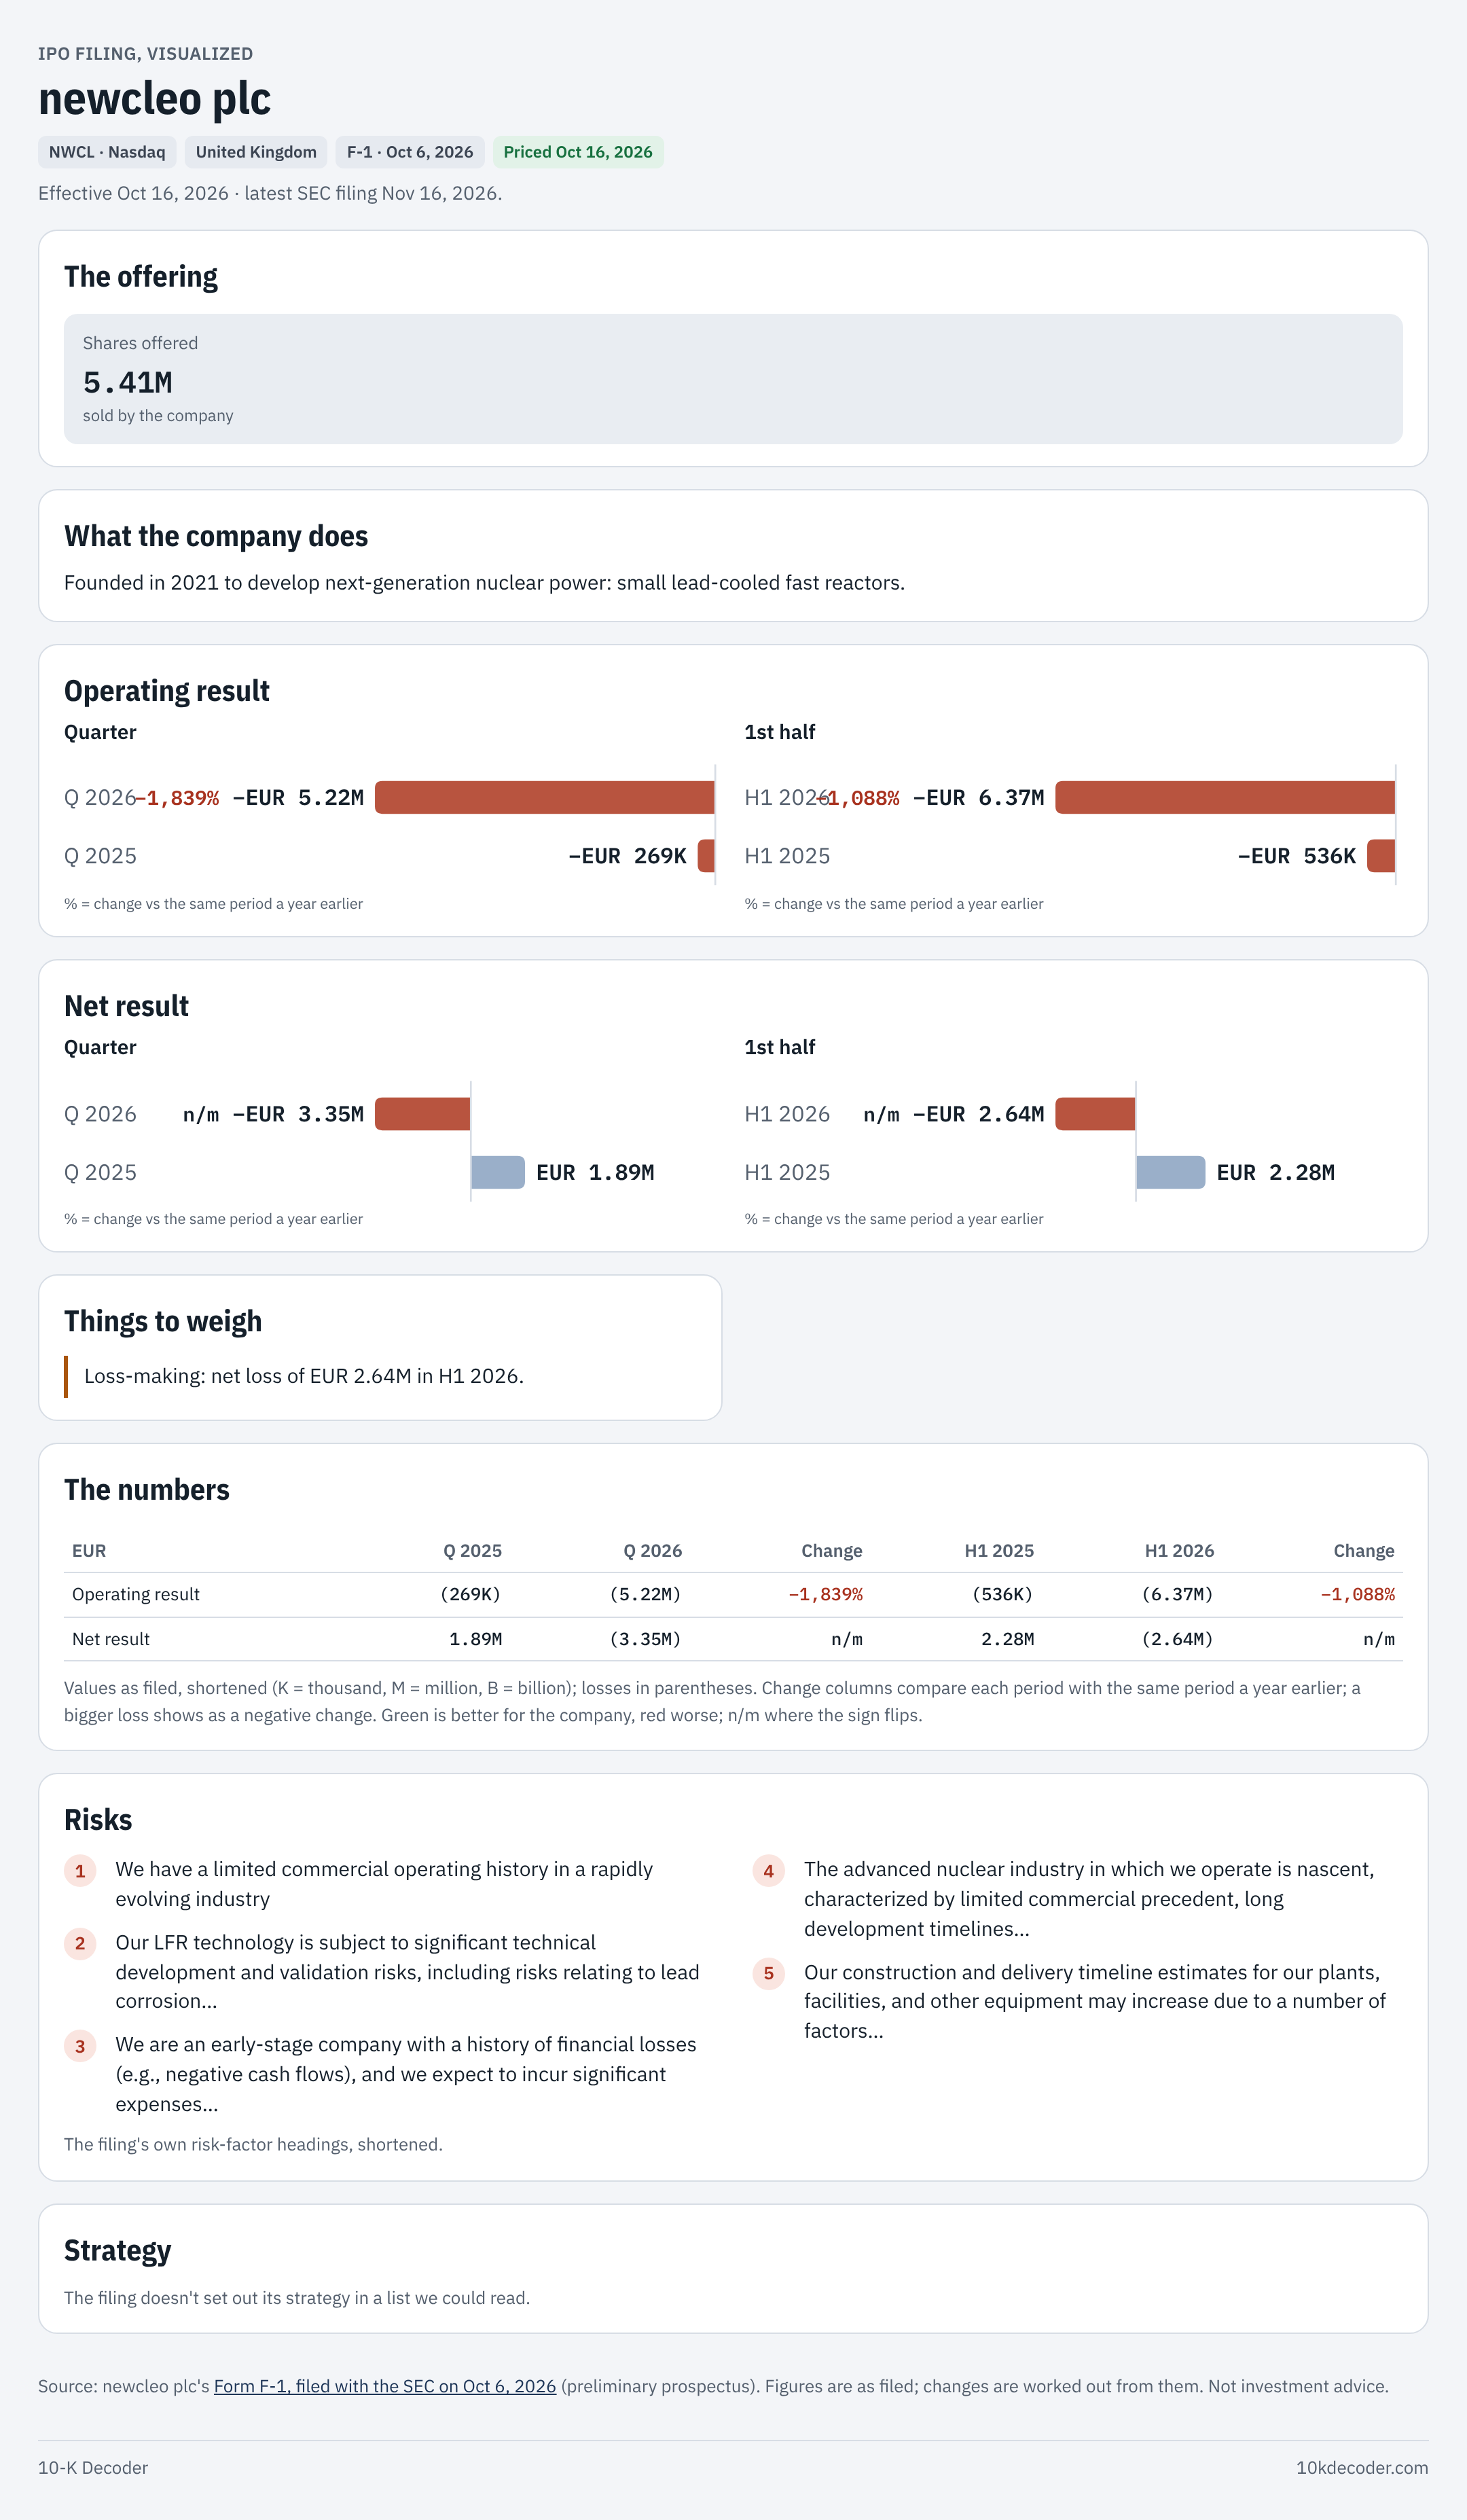 IPO FILING, VISUALIZED
newcleo plc
NWCL · Nasdaq
United Kingdom
F-1 · Oct 6, 2026
Priced Oct 16, 2026
Effective Oct 16, 2026 · latest SEC filing Nov 16, 2026.
The offering
Shares offered
5.41M
sold by the company
What the company does
Founded in 2021 to develop next-generation nuclear power: small lead-cooled fast reactors.
Operating result
Quarter
Q 2026 −1,839% −EUR 5.22M
Q 2025 −EUR 269K
% = change vs the same period a year earlier
1st half
H1 2026 −1,088% −EUR 6.37M
H1 2025 −EUR 536K
% = change vs the same period a year earlier
Net result
Quarter
Q 2026 n/m −EUR 3.35M
Q 2025 EUR 1.89M
% = change vs the same period a year earlier
1st half
H1 2026 n/m −EUR 2.64M
H1 2025 EUR 2.28M
% = change vs the same period a year earlier
Things to weigh
Loss-making: net loss of EUR 2.64M in H1 2026.
The numbers
EUR Q 2025 Q 2026 Change H1 2025 H1 2026 Change
Operating result (269K) (5.22M) −1,839% (536K) (6.37M) −1,088%
Net result 1.89M (3.35M) n/m 2.28M (2.64M) n/m
Values as filed, shortened (K = thousand, M = million, B = billion); losses in parentheses. Change columns compare each period with the same period a year earlier; a
bigger loss shows as a negative change. Green is better for the company, red worse; n/m where the sign flips.
Risks
1 We have a limited commercial operating history in a rapidly
evolving industry
2 Our LFR technology is subject to significant technical
development and validation risks, including risks relating to lead
corrosion…
3 We are an early-stage company with a history of financial losses
(e.g., negative cash flows), and we expect to incur significant
expenses…
4 The advanced nuclear industry in which we operate is nascent,
characterized by limited commercial precedent, long
development timelines…
5 Our construction and delivery timeline estimates for our plants,
facilities, and other equipment may increase due to a number of
factors…
The filing's own risk-factor headings, shortened.
Strategy
The filing doesn't set out its strategy in a list we could read.
Source: newcleo plc's Form F-1, filed with the SEC on Oct 6, 2026 (preliminary prospectus). Figures are as filed; changes are worked out from them. Not investment advice.
10-K Decoder
10kdecoder.com